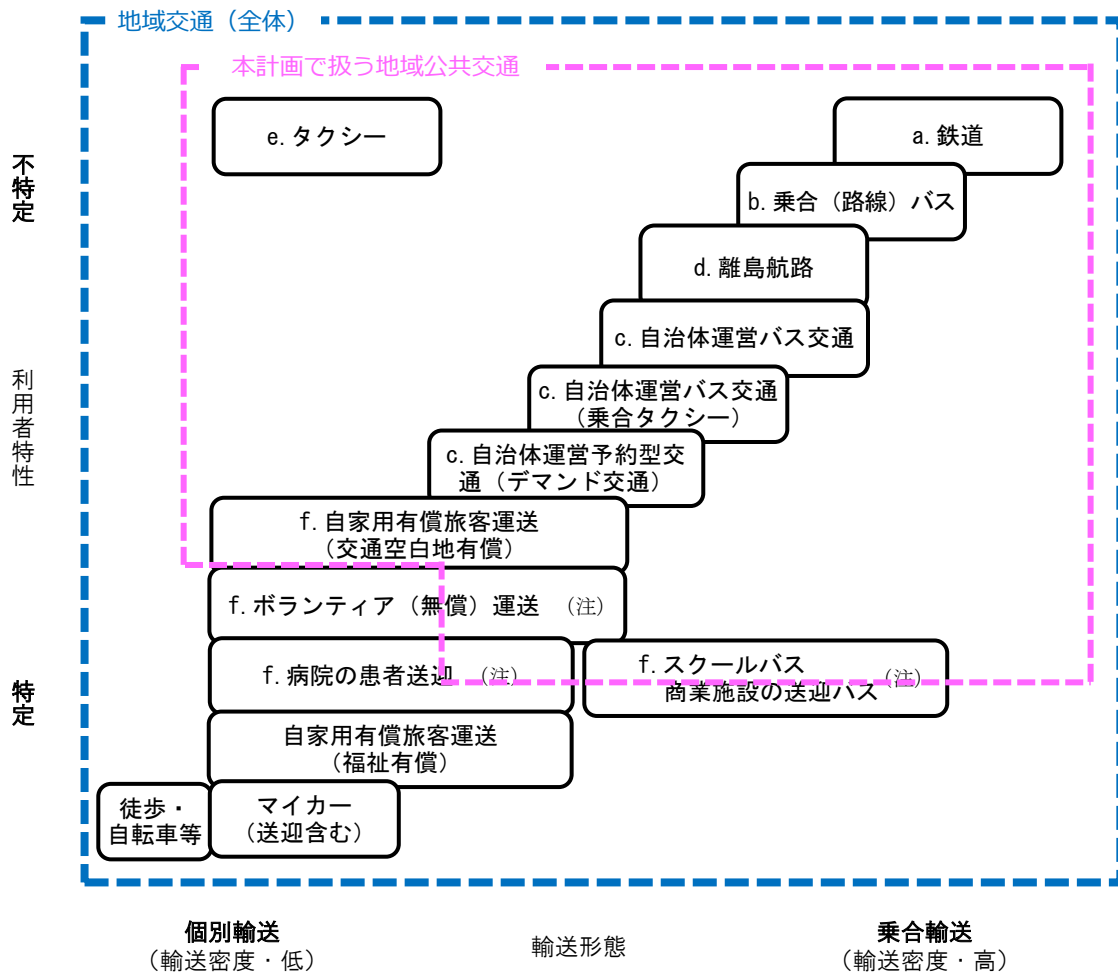 地域交通（全体）
本計画で扱う地域公共交通
e. タクシー
a. 鉄道
不特定
b. 乗合（路線）バス
d. 離島航路
c. 自治体運営バス交通
利用者特性
c. 自治体運営バス交通
（乗合タクシー）
c. 自治体運営予約型交
通（デマンド交通）
f. 自家用有償旅客運送
（交通空白地有償）
f. ボランティア（無償）運送 （注）
特定
f. 病院の患者送迎 （注）
f. スクールバス
商業施設の送迎バス （注）
自家用有償旅客運送
（福祉有償）
徒歩・
自転車等
マイカー
（送迎含む）
個別輸送
（輸送密度・低）
輸送形態
乗合輸送
（輸送密度・高）